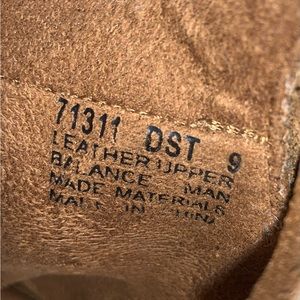 71311 DST 9
LEATHER UPPER
BALANCE MAN
MADE MATERIALS
MADE IN CHINA